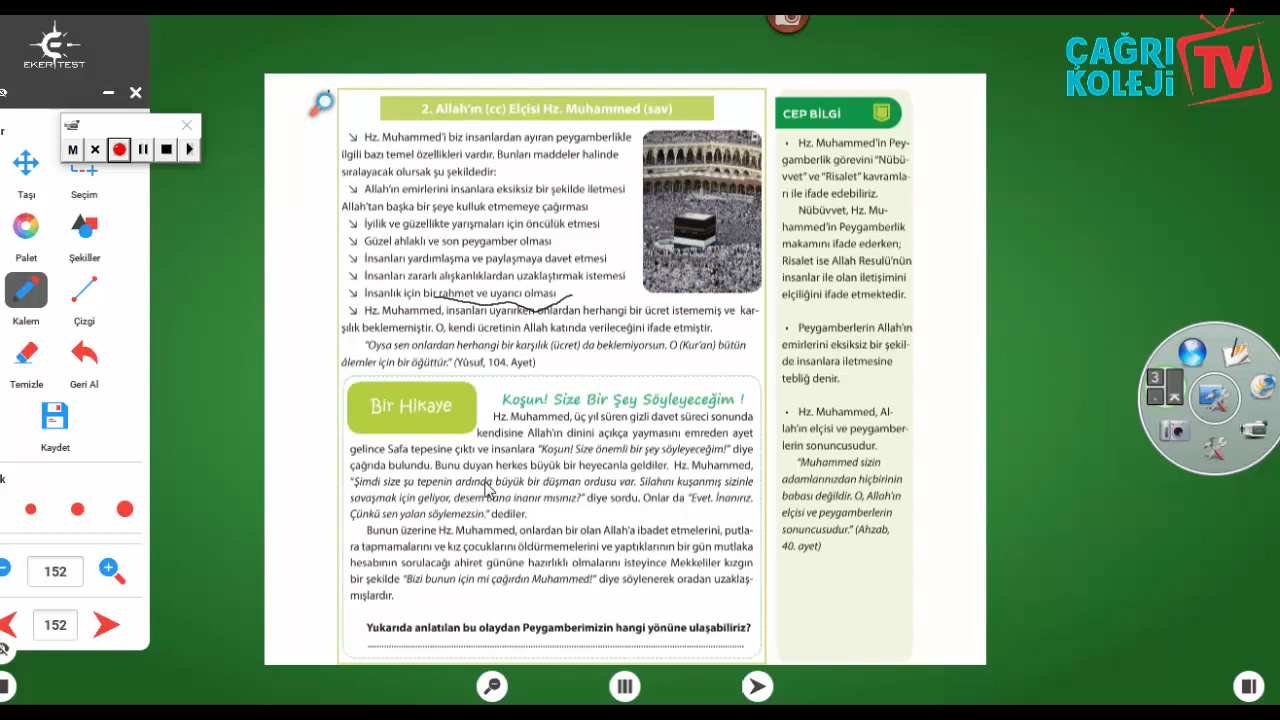 EKER TEST
r
M
Taşı
Seçim
Palet
Şekiller
Kalem
Çizgi
Temizle
Geri Al
Kaydet
k
152
152
ÇAĞRI
KOLEJİ
TV
2. Allah'ın (cc) Elçisi Hz. Muhammed (sav)
↘ Hz. Muhammed'i biz insanlardan ayıran peygamberlikle
ilgili bazı temel özellikleri vardır. Bunları maddeler halinde
sıralayacak olursak şu şekildedir:
↘ Allah'ın emirlerini insanlara eksiksiz bir şekilde iletmesi
Allah'tan başka bir şeye kulluk etmemeye çağırması
↘ İyilik ve güzellikte yarışmaları için öncülük etmesi
↘ Güzel ahlaklı ve son peygamber olması
↘ İnsanları yardımlaşma ve paylaşmaya davet etmesi
↘ İnsanları zararlı alışkanlıklardan uzaklaştırmak istemesi
↘ İnsanlık için bir rahmet ve uyarıcı olması
↘ Hz. Muhammed, insanları uyarırken onlardan herhangi bir ücret istememiş ve kar-
şılık beklememiştir. O, kendi ücretinin Allah katında verileceğini ifade etmiştir.
"Oysa sen onlardan herhangi bir karşılık (ücret) da beklemiyorsun. O (Kur'an) bütün
âlemler için bir öğüttür." (Yûsuf, 104. Ayet)
Bir Hikaye
Koşun! Size Bir Şey Söyleyeceğim !
Hz. Muhammed, üç yıl süren gizli davet süreci sonunda
kendisine Allah'ın dinini açıkça yaymasını emreden ayet
gelince Safa tepesine çıktı ve insanlara "Koşun! Size önemli bir şey söyleyeceğim!" diye
çağrıda bulundu. Bunu duyan herkes büyük bir heyecanla geldiler. Hz. Muhammed,
"Şimdi size şu tepenin ardında büyük bir düşman ordusu var. Silahını kuşanmış sizinle
savaşmak için geliyor, desem bana inanır mısınız?" diye sordu. Onlar da "Evet. İnanırız.
Çünkü sen yalan söylemezsin." dediler.
Bunun üzerine Hz. Muhammed, onlardan bir olan Allah'a ibadet etmelerini, putla-
ra tapmamalarını ve kız çocuklarını öldürmemelerini ve yaptıklarının bir gün mutlaka
hesabının sorulacağı ahiret gününe hazırlıklı olmalarını isteyince Mekkeliler kızgın
bir şekilde "Bizi bunun için mi çağırdın Muhammed!" diye söylenerek oradan uzaklaş-
mışlardır.
Yukarıda anlatılan bu olaydan Peygamberimizin hangi yönüne ulaşabiliriz?
CEP BİLGİ
• Hz. Muhammed'in Pey-
gamberlik görevini "Nübü-
vvet" ve "Risalet" kavramla-
rı ile ifade edebiliriz.
Nübüvvet, Hz. Mu-
hammed'in Peygamberlik
makamını ifade ederken;
Risalet ise Allah Resulü'nün
insanlar ile olan iletişimini
elçiliğini ifade etmektedir.
• Peygamberlerin Allah'ın
emirlerini eksiksiz bir şekil-
de insanlara iletmesine
tebliğ denir.
• Hz. Muhammed, Al-
lah'ın elçisi ve peygamber-
lerin sonuncusudur.
"Muhammed sizin
adamlarınızdan hiçbirinin
babası değildir. O, Allah'ın
elçisi ve peygamberlerin
sonuncusudur." (Ahzab,
40. ayet)
3